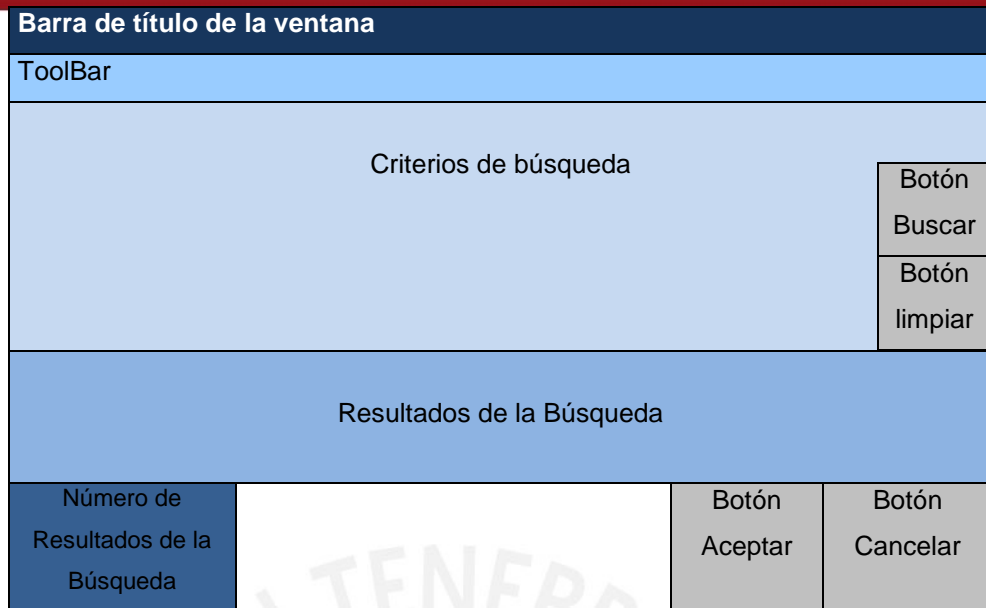 Barra de título de la ventana
ToolBar
Criterios de búsqueda
Botón
Buscar
Botón
limpiar
Resultados de la Búsqueda
Número de
Resultados de la
Búsqueda
Botón
Aceptar
Botón
Cancelar